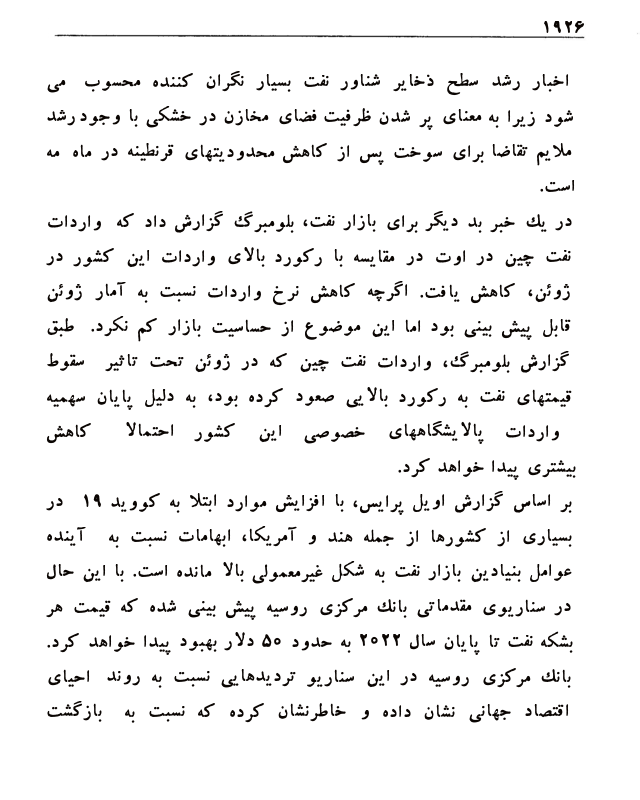 ۱۹۲۶
اخبار رشد سطح ذخایر شناور نفت بسیار نگران کننده محسوب می
شود زیرا به معنای پر شدن ظرفیت فضای مخازن در خشکی با وجود رشد
ملایم تقاضا برای سوخت پس از کاهش محدودیتهای قرنطینه در ماه مه
است.
در یك خبر بد دیگر برای بازار نفت، بلومبرگ گزارش داد که واردات
نفت چین در اوت در مقایسه با رکورد بالای واردات این کشور در
ژوئن، کاهش یافت. اگرچه کاهش نرخ واردات نسبت به آمار ژوئن
قابل پیش بینی بود اما این موضوع از حساسیت بازار کم نکرد. طبق
گزارش بلومبرگ، واردات نفت چین که در ژوئن تحت تاثیر سقوط
قیمتهای نفت به رکورد بالایی صعود کرده بود، به دلیل پایان سهمیه
واردات پالایشگاههای خصوصی این کشور احتمالا کاهش
بیشتری پیدا خواهد کرد.
بر اساس گزارش اویل پرایس، با افزایش موارد ابتلا به کووید ۱۹ در
بسیاری از کشورها از جمله هند و آمریکا، ابهامات نسبت به آینده
عوامل بنیادین بازار نفت به شکل غیرمعمولی بالا مانده است. با این حال
در سناریوی مقدماتی بانك مرکزی روسیه پیش بینی شده که قیمت هر
بشکه نفت تا پایان سال ۲۰۲۲ به حدود ۵۰ دلار بهبود پیدا خواهد کرد.
بانك مرکزی روسیه در این سناریو تردیدهایی نسبت به روند احیای
اقتصاد جهانی نشان داده و خاطرنشان کرده که نسبت به بازگشت